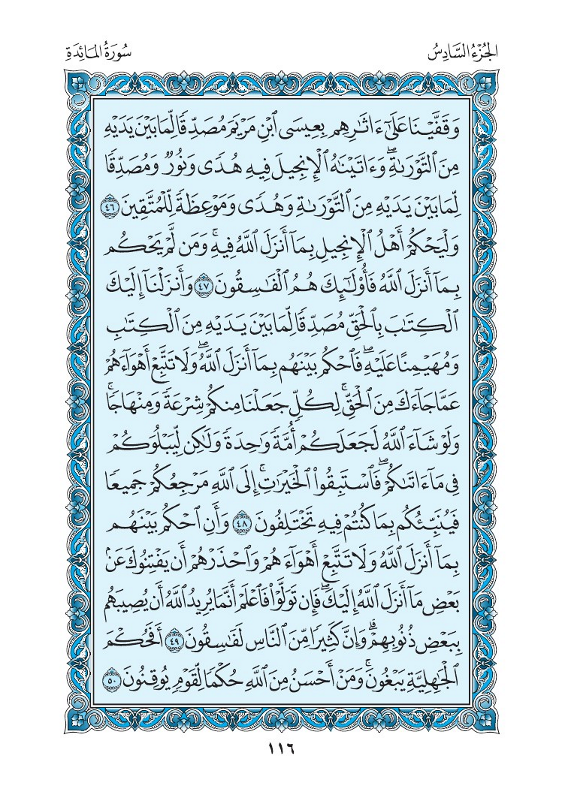 الجُزْءُ السَّادِسُ
سُورَةُ المَائِدَةِ
وَقَفَّيْنَا عَلَىٰٓ ءَاثَٰرِهِم بِعِيسَى ٱبْنِ مَرْيَمَ مُصَدِّقًا لِّمَا بَيْنَ يَدَيْهِ
مِنَ ٱلتَّوْرَىٰةِۖ وَءَاتَيْنَٰهُ ٱلْإِنجِيلَ فِيهِ هُدًى وَنُورٌ وَمُصَدِّقًا
لِّمَا بَيْنَ يَدَيْهِ مِنَ ٱلتَّوْرَىٰةِ وَهُدًى وَمَوْعِظَةً لِّلْمُتَّقِينَ ٤٦
وَلْيَحْكُمْ أَهْلُ ٱلْإِنجِيلِ بِمَآ أَنزَلَ ٱللَّهُ فِيهِۚ وَمَن لَّمْ يَحْكُم
بِمَآ أَنزَلَ ٱللَّهُ فَأُو۟لَٰٓئِكَ هُمُ ٱلْفَٰسِقُونَ ٤٧ وَأَنزَلْنَآ إِلَيْكَ
ٱلْكِتَٰبَ بِٱلْحَقِّ مُصَدِّقًا لِّمَا بَيْنَ يَدَيْهِ مِنَ ٱلْكِتَٰبِ
وَمُهَيْمِنًا عَلَيْهِۖ فَٱحْكُم بَيْنَهُم بِمَآ أَنزَلَ ٱللَّهُۖ وَلَا تَتَّبِعْ أَهْوَآءَهُمْ
عَمَّا جَآءَكَ مِنَ ٱلْحَقِّۚ لِكُلٍّ جَعَلْنَا مِنكُمْ شِرْعَةً وَمِنْهَاجًاۚ
وَلَوْ شَآءَ ٱللَّهُ لَجَعَلَكُمْ أُمَّةً وَٰحِدَةً وَلَٰكِن لِّيَبْلُوَكُمْ
فِى مَآ ءَاتَىٰكُمْۖ فَٱسْتَبِقُوا۟ ٱلْخَيْرَٰتِۚ إِلَى ٱللَّهِ مَرْجِعُكُمْ جَمِيعًا
فَيُنَبِّئُكُم بِمَا كُنتُمْ فِيهِ تَخْتَلِفُونَ ٤٨ وَأَنِ ٱحْكُم بَيْنَهُم
بِمَآ أَنزَلَ ٱللَّهُ وَلَا تَتَّبِعْ أَهْوَآءَهُمْ وَٱحْذَرْهُمْ أَن يَفْتِنُوكَ عَنۢ
بَعْضِ مَآ أَنزَلَ ٱللَّهُ إِلَيْكَۖ فَإِن تَوَلَّوْا۟ فَٱعْلَمْ أَنَّمَا يُرِيدُ ٱللَّهُ أَن يُصِيبَهُم
بِبَعْضِ ذُنُوبِهِمْۗ وَإِنَّ كَثِيرًا مِّنَ ٱلنَّاسِ لَفَٰسِقُونَ ٤٩ أَفَحُكْمَ
ٱلْجَٰهِلِيَّةِ يَبْغُونَۚ وَمَنْ أَحْسَنُ مِنَ ٱللَّهِ حُكْمًا لِّقَوْمٍ يُوقِنُونَ ٥٠
١١٦